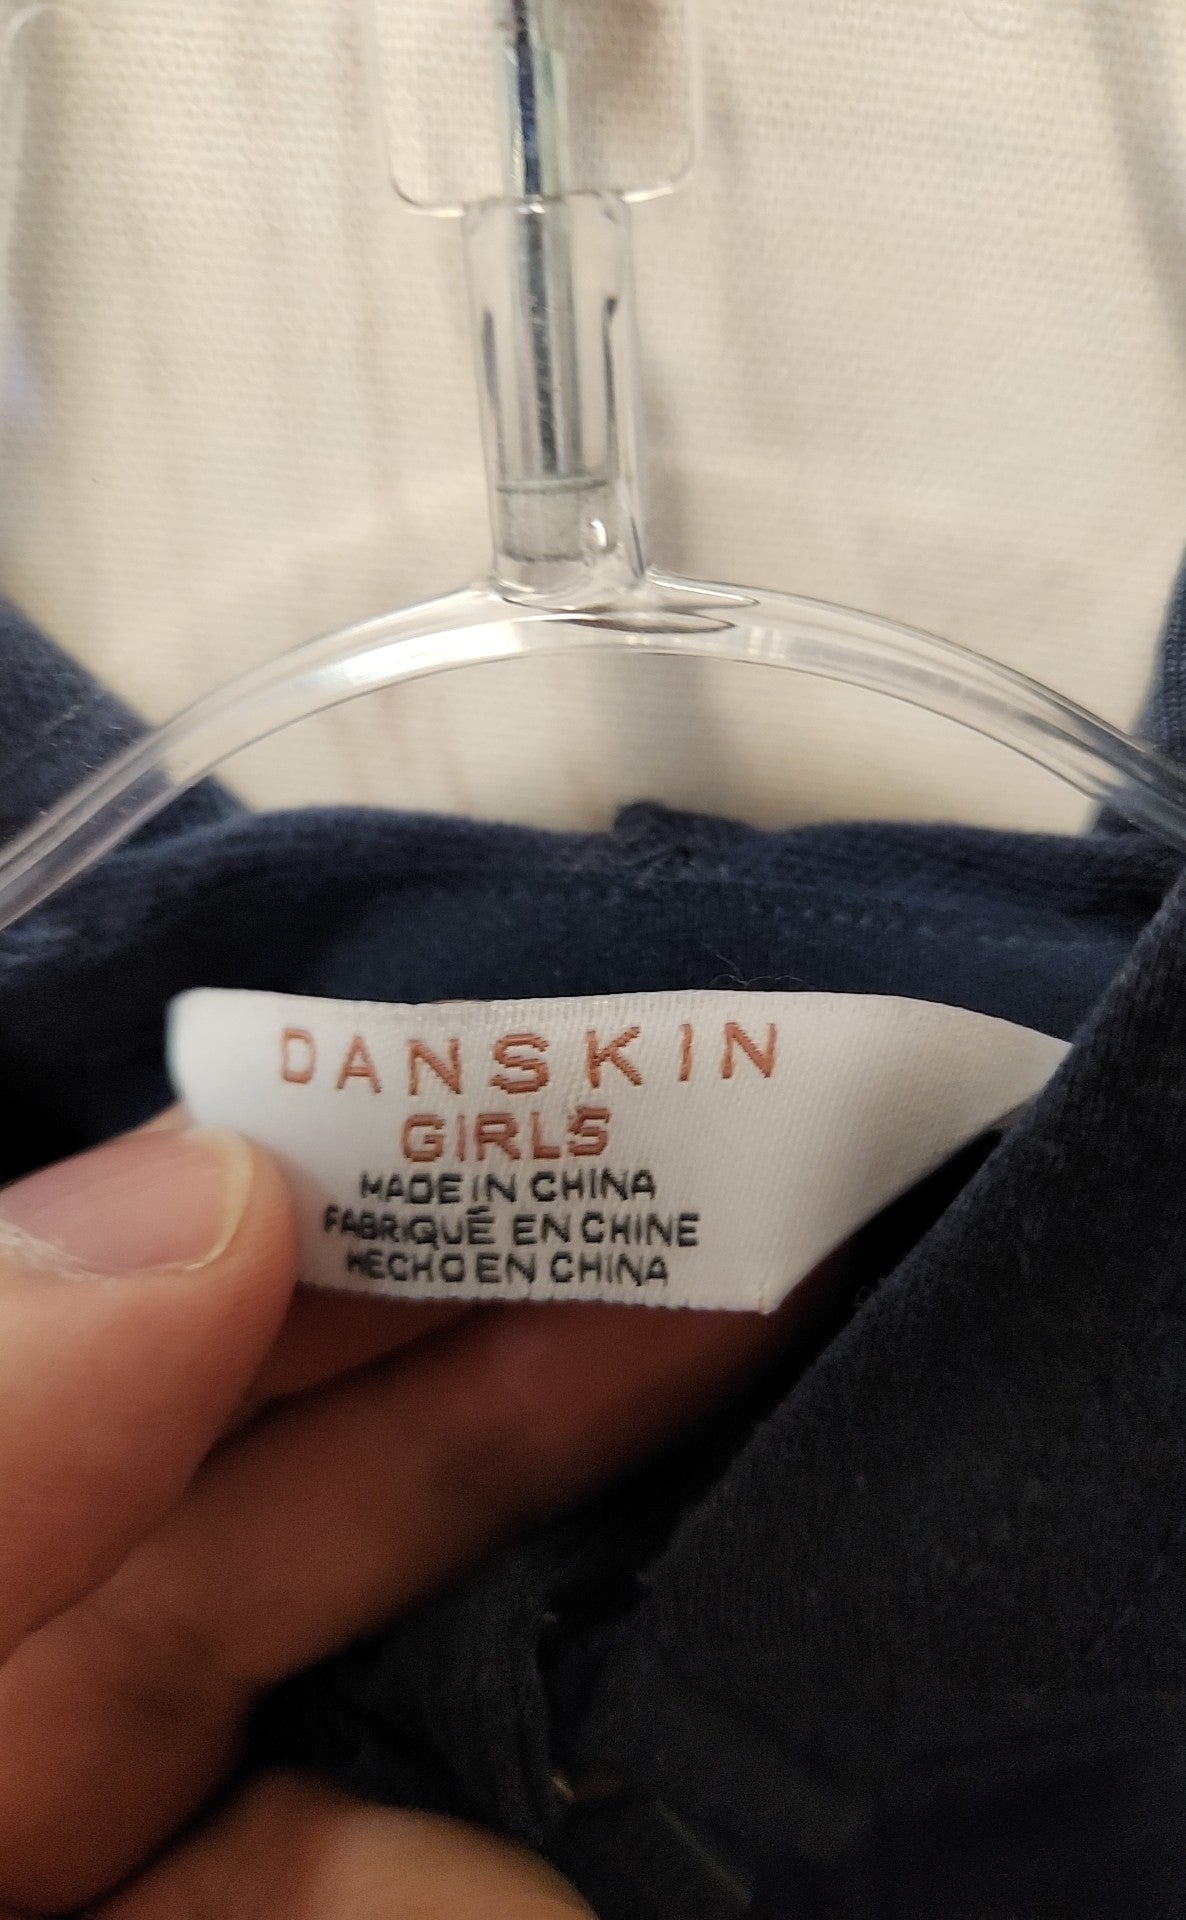 DANSKIN
GIRLS
MADE IN CHINA
FABRIQUÉ EN CHINE
HECHO EN CHINA